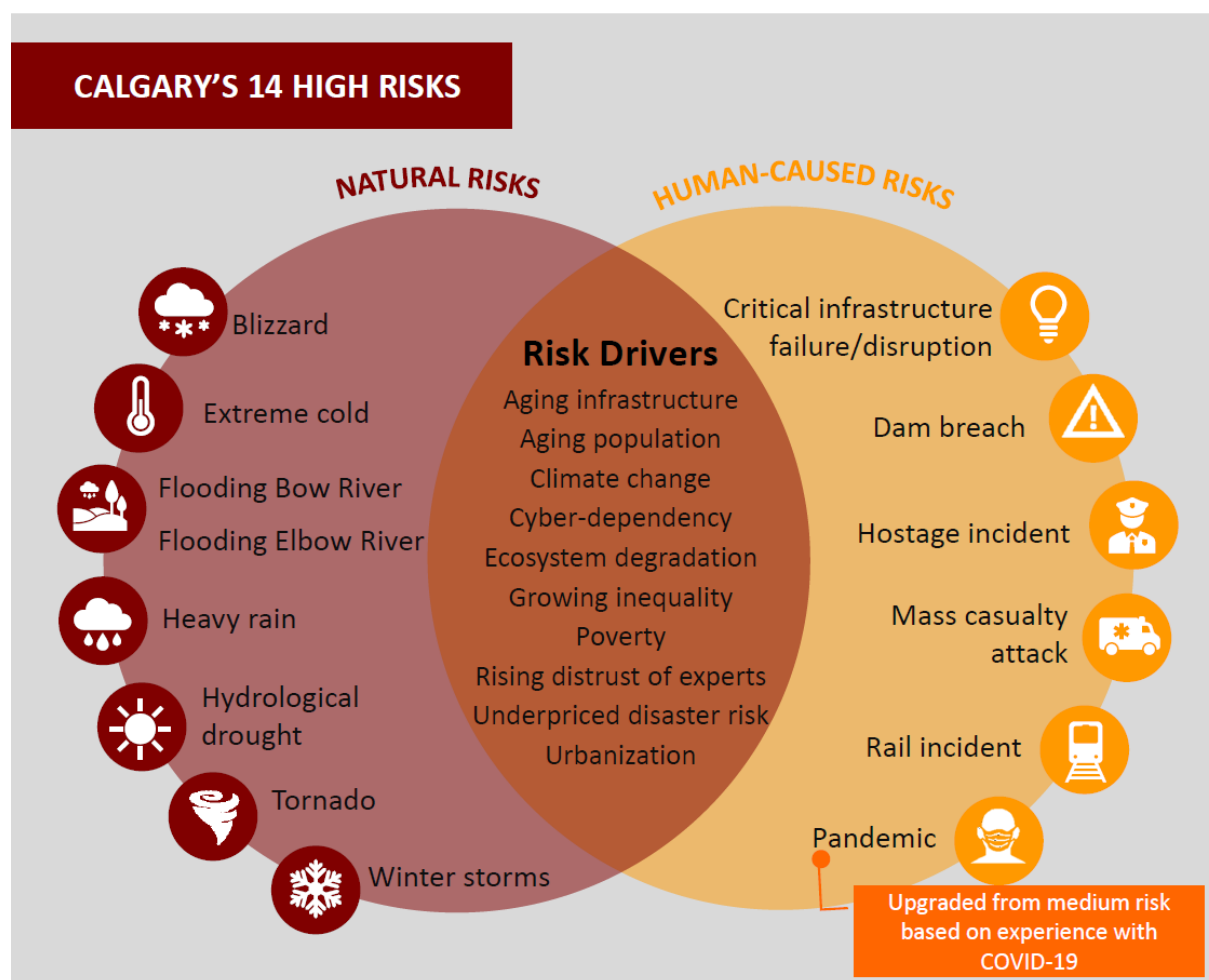 CALGARY'S 14 HIGH RISKS
NATURAL RISKS
HUMAN-CAUSED RISKS
Blizzard
Extreme cold
Flooding Bow River
Flooding Elbow River
Heavy rain
Hydrological
drought
Tornado
Winter storms
Risk Drivers
Aging infrastructure
Aging population
Climate change
Cyber-dependency
Ecosystem degradation
Growing inequality
Poverty
Rising distrust of experts
Underpriced disaster risk
Urbanization
Critical infrastructure
failure/disruption
Dam breach
Hostage incident
Mass casualty
attack
Rail incident
Pandemic
Upgraded from medium risk
based on experience with
COVID-19